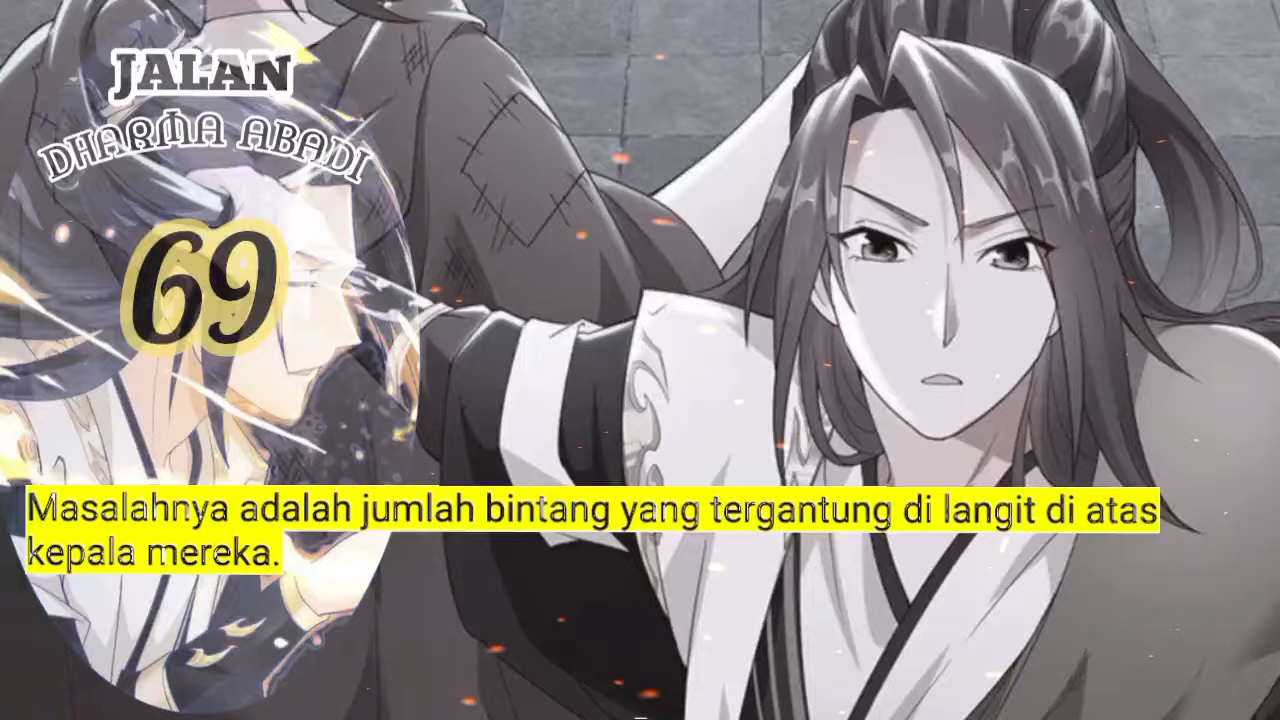 JALAN
DHARMA ABADI
69
Masalahnya adalah jumlah bintang yang tergantung di langit di atas
kepala mereka.